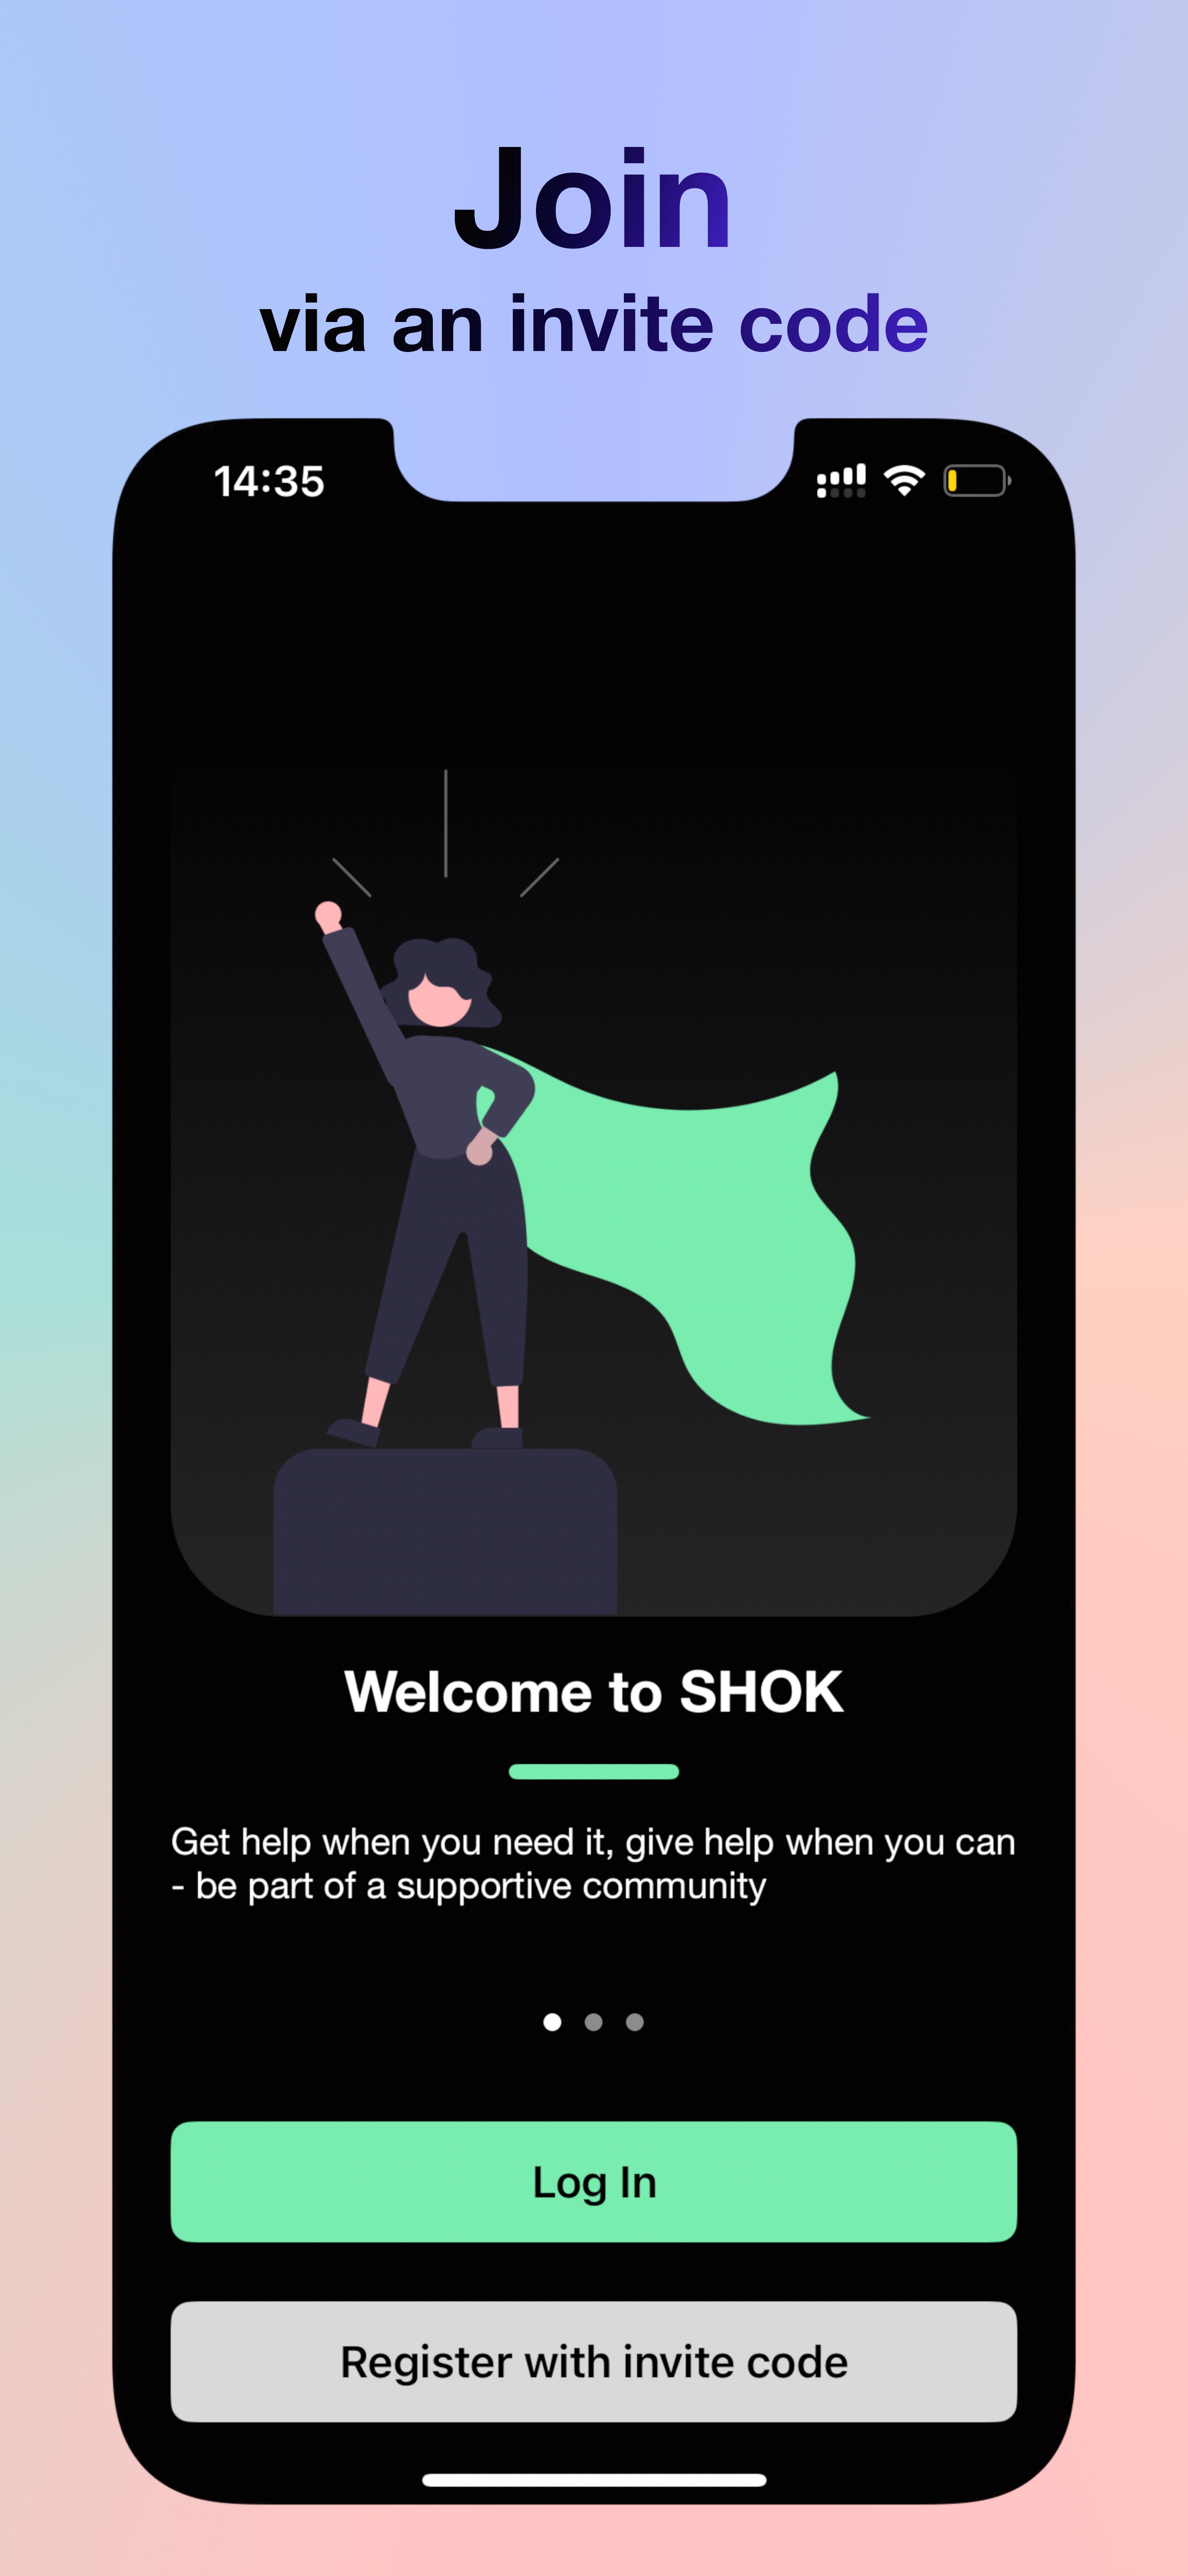 Join
via an invite code
14:35
Welcome to SHOK
Get help when you need it, give help when you can
- be part of a supportive community
Log In
Register with invite code